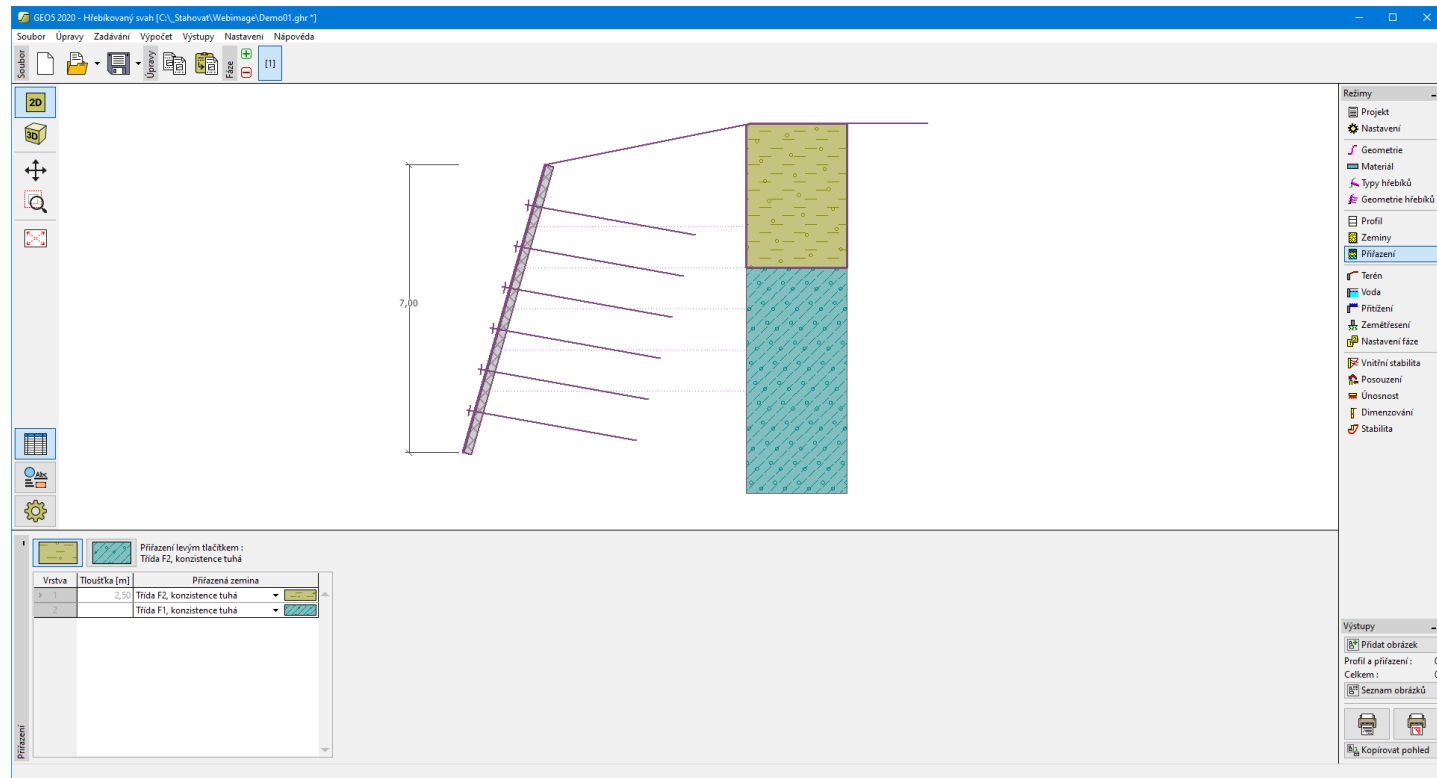 GEO5 2020 - Hřebíkovaný svah [C:\_Stahovat\Webimage\Demo01.ghr *]
Soubor Úpravy Zadávání Výpočet Výstupy Nastavení Nápověda
Soubor
Úpravy
Fáze
[1]
2D
3D
Abc
7,00
Režimy
Projekt
Nastavení
Geometrie
Materiál
Typy hřebíků
Geometrie hřebíků
Profil
Zeminy
Přiřazení
Terén
Voda
Přitížení
Zemětřesení
Nastavení fáze
Vnitřní stabilita
Posouzení
Únosnost
Dimenzování
Stabilita
Přiřazení levým tlačítkem :
Třída F2, konzistence tuhá
Vrstva Tloušťka [m] Přiřazená zemina
> 1 2,50 Třída F2, konzistence tuhá
2 Třída F1, konzistence tuhá
Přiřazení
Výstupy
Přidat obrázek
Profil a přiřazení : 0
Celkem : 0
Seznam obrázků
Kopírovat pohled